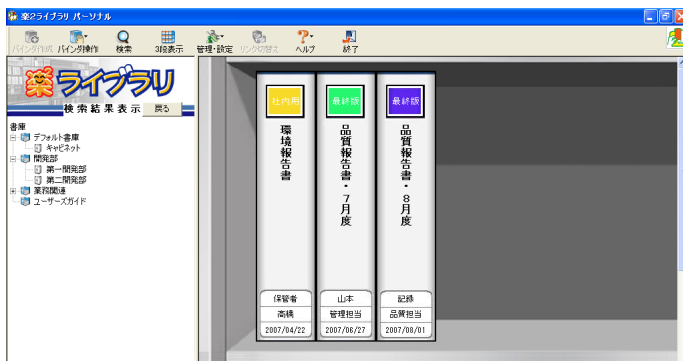 楽2ライブラリ パーソナル
バインダ作成 バインダ操作 検索 3段表示 管理・設定 リンク切替え ヘルプ 終了
楽ライブラリ
検索結果表示 戻る
書庫
デフォルト書庫
キャビネット
開発部
第一開発部
第二開発部
業務関連
ユーザーズガイド
社内用
環境報告書
保管者
高橋
2007/04/22
最終版
品質報告書・7月度
山本
管理担当
2007/08/27
最終版
品質報告書・8月度
記録
品質担当
2007/08/01